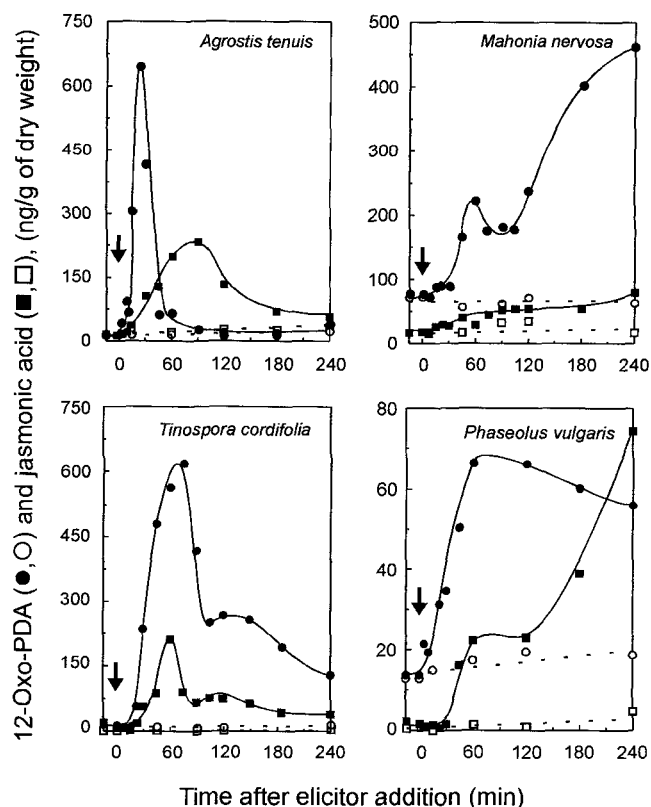 750 Agrostis tenuis
600
450
300
150
0
0 60 120 180 240
500 Mahonia nervosa
400
300
200
100
0
0 60 120 180 240
750 Tinospora cordifolia
600
450
300
150
0
0 60 120 180 240
80 Phaseolus vulgaris
60
40
20
0
0 60 120 180 240
12-Oxo-PDA (●,○) and jasmonic acid (■,□), (ng/g of dry weight)
Time after elicitor addition (min)